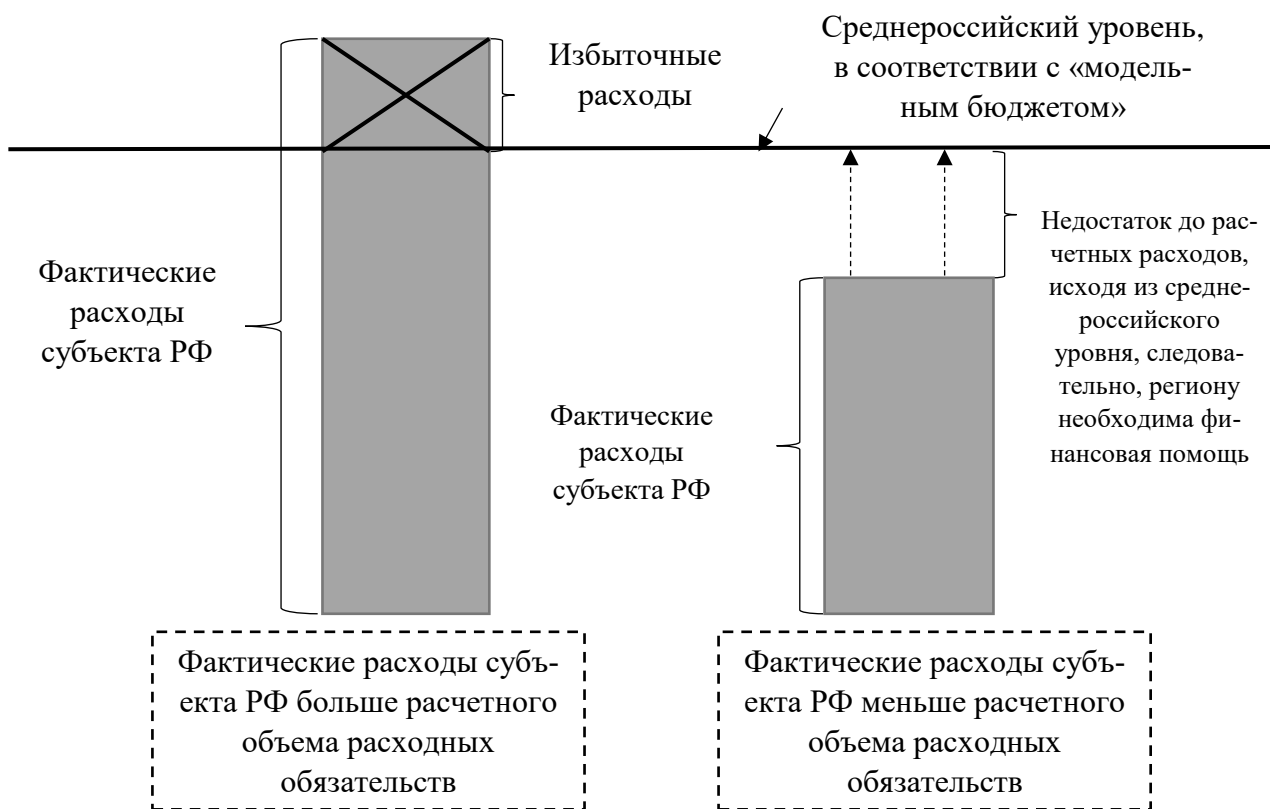 Избыточные
расходы
Среднероссийский уровень,
в соответствии с «модель-
ным бюджетом»
Фактические
расходы
субъекта РФ
Недостаток до рас-
четных расходов,
исходя из средне-
российского
уровня, следова-
тельно, региону
необходима фи-
нансовая помощь
Фактические
расходы
субъекта РФ
Фактические расходы субъ-
екта РФ больше расчетного
объема расходных
обязательств
Фактические расходы субъ-
екта РФ меньше расчетного
объема расходных
обязательств